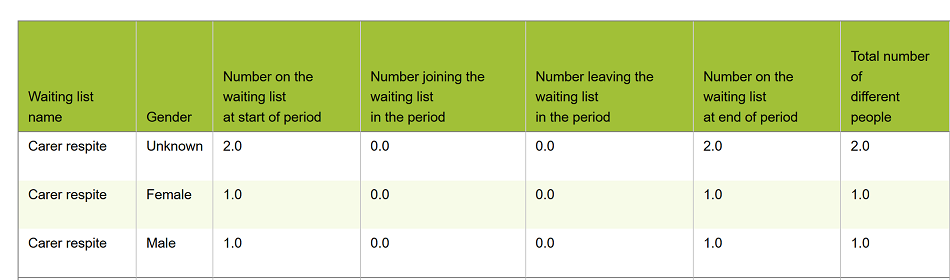 Waiting list name Gender Number on the waiting list at start of period Number joining the waiting list in the period Number leaving the waiting list in the period Number on the waiting list at end of period Total number of different people
Carer respite Unknown 2.0 0.0 0.0 2.0 2.0
Carer respite Female 1.0 0.0 0.0 1.0 1.0
Carer respite Male 1.0 0.0 0.0 1.0 1.0